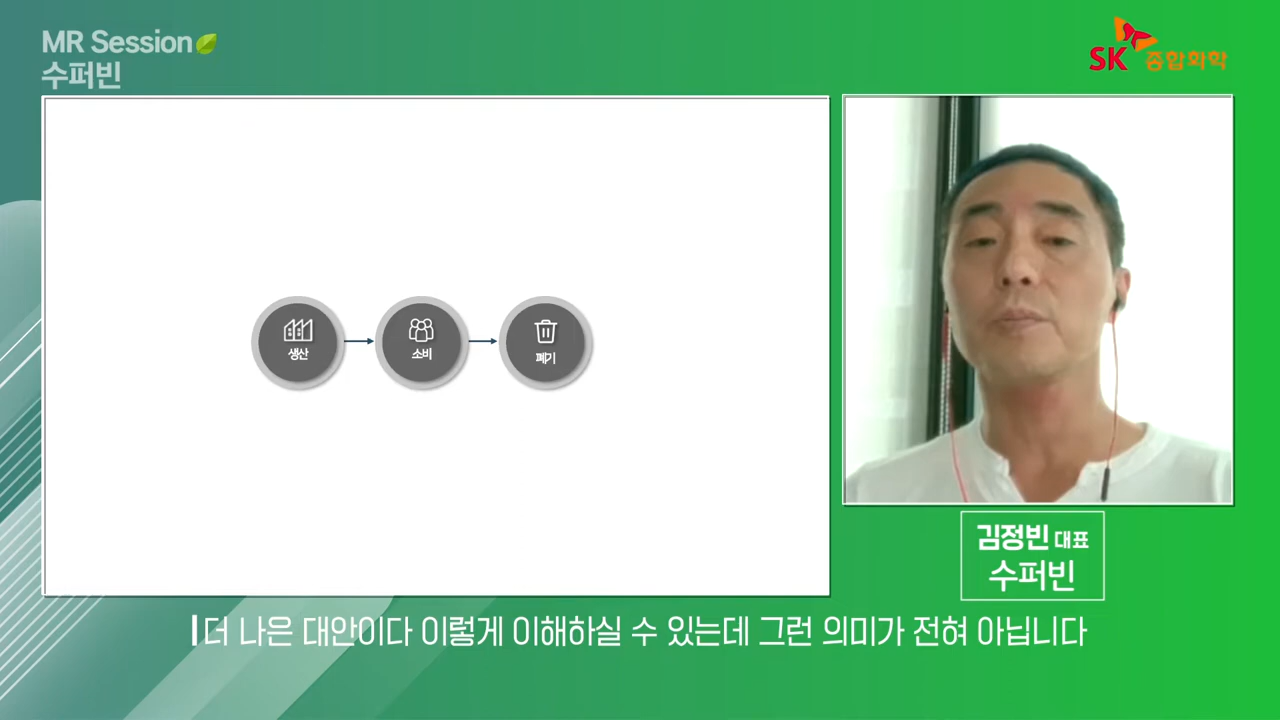 MR Session
수퍼빈
SK 종합화학
생산
소비
폐기
김정빈 대표
수퍼빈
더 나은 대안이다 이렇게 이해하실 수 있는데 그런 의미가 전혀 아닙니다